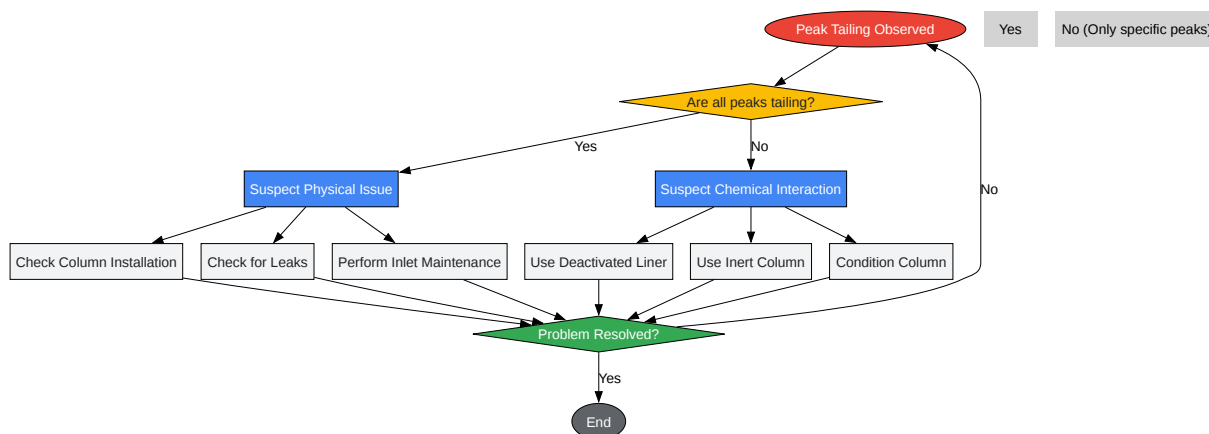 Peak Tailing Observed
Yes
No (Only specific peaks)
Are all peaks tailing?
Yes
No
Suspect Physical Issue
Suspect Chemical Interaction
No
Check Column Installation
Check for Leaks
Perform Inlet Maintenance
Use Deactivated Liner
Use Inert Column
Condition Column
Problem Resolved?
Yes
End